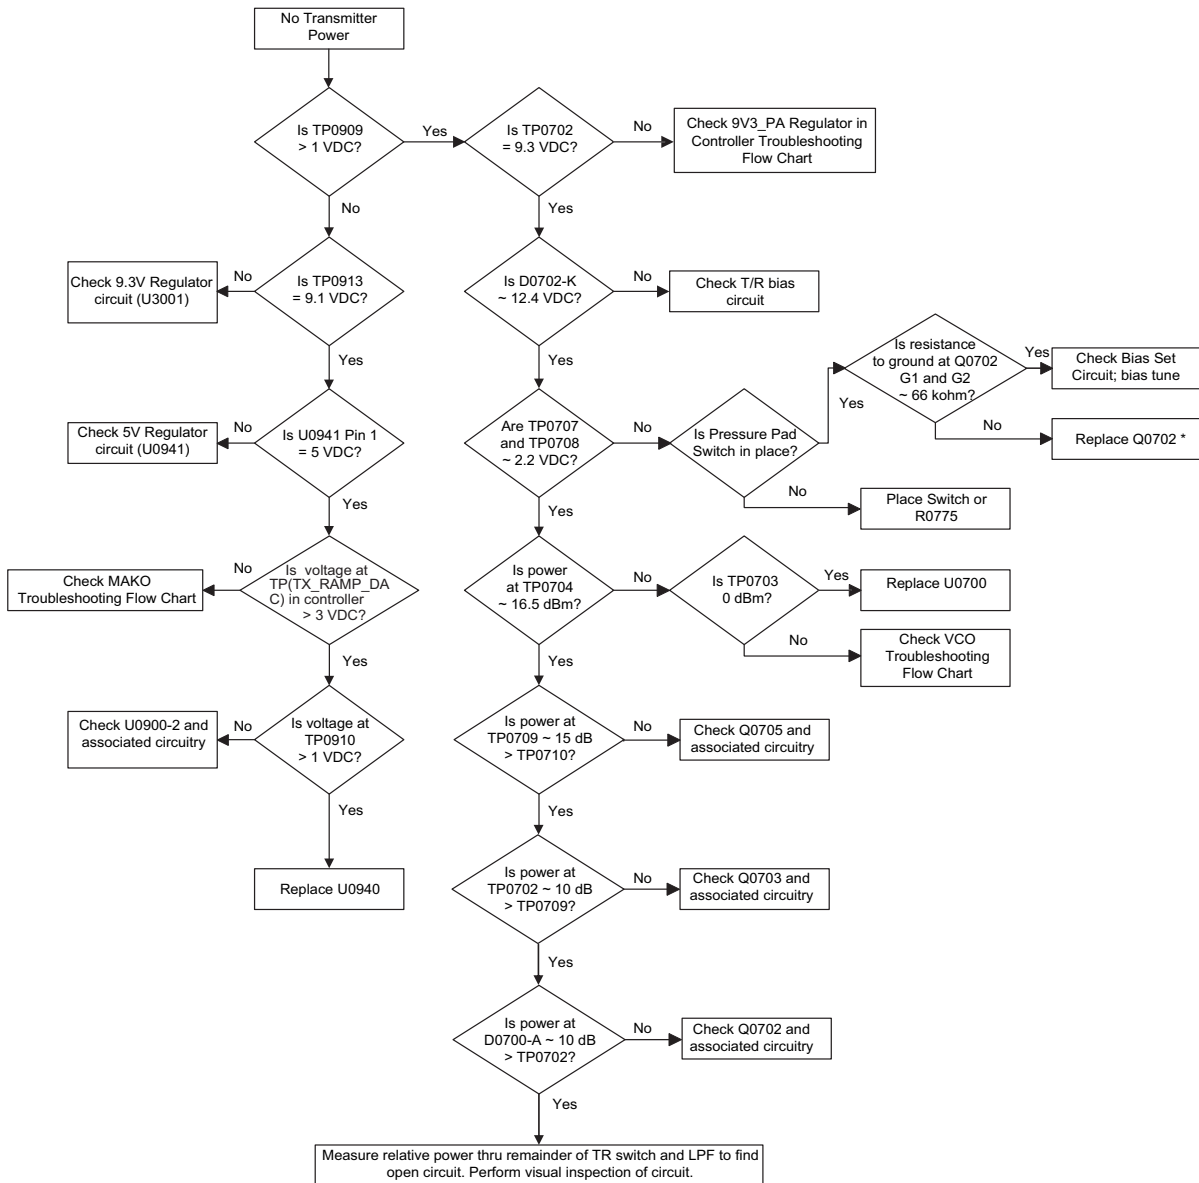 No Transmitter
Power
Is TP0909
> 1 VDC?
Yes
Is TP0702
= 9.3 VDC?
No
Check 9V3_PA Regulator in
Controller Troubleshooting
Flow Chart
No
Yes
Check 9.3V Regulator
circuit (U3001)
No
Is TP0913
= 9.1 VDC?
Is D0702-K
~ 12.4 VDC?
No
Check T/R bias
circuit
Yes
Yes
Is resistance
to ground at Q0702
G1 and G2
~ 66 kohm?
Yes
Check Bias Set
Circuit; bias tune
No
Replace Q0702 *
Check 5V Regulator
circuit (U0941)
No
Is U0941 Pin 1
= 5 VDC?
Are TP0707
and TP0708
~ 2.2 VDC?
No
Is Pressure Pad
Switch in place?
Yes
No
Place Switch or
R0775
Yes
Yes
Check MAKO
Troubleshooting Flow Chart
No
Is voltage at
TP(TX_RAMP_DA
C) in controller
> 3 VDC?
Is power
at TP0704
~ 16.5 dBm?
No
Is TP0703
0 dBm?
Yes
Replace U0700
No
Check VCO
Troubleshooting
Flow Chart
Yes
Yes
Check U0900-2 and
associated circuitry
No
Is voltage at
TP0910
> 1 VDC?
Is power at
TP0709 ~ 15 dB
> TP0710?
No
Check Q0705 and
associated circuitry
Yes
Yes
Replace U0940
Is power at
TP0702 ~ 10 dB
> TP0709?
No
Check Q0703 and
associated circuitry
Yes
Is power at
D0700-A ~ 10 dB
> TP0702?
No
Check Q0702 and
associated circuitry
Yes
Measure relative power thru remainder of TR switch and LPF to find
open circuit. Perform visual inspection of circuit.